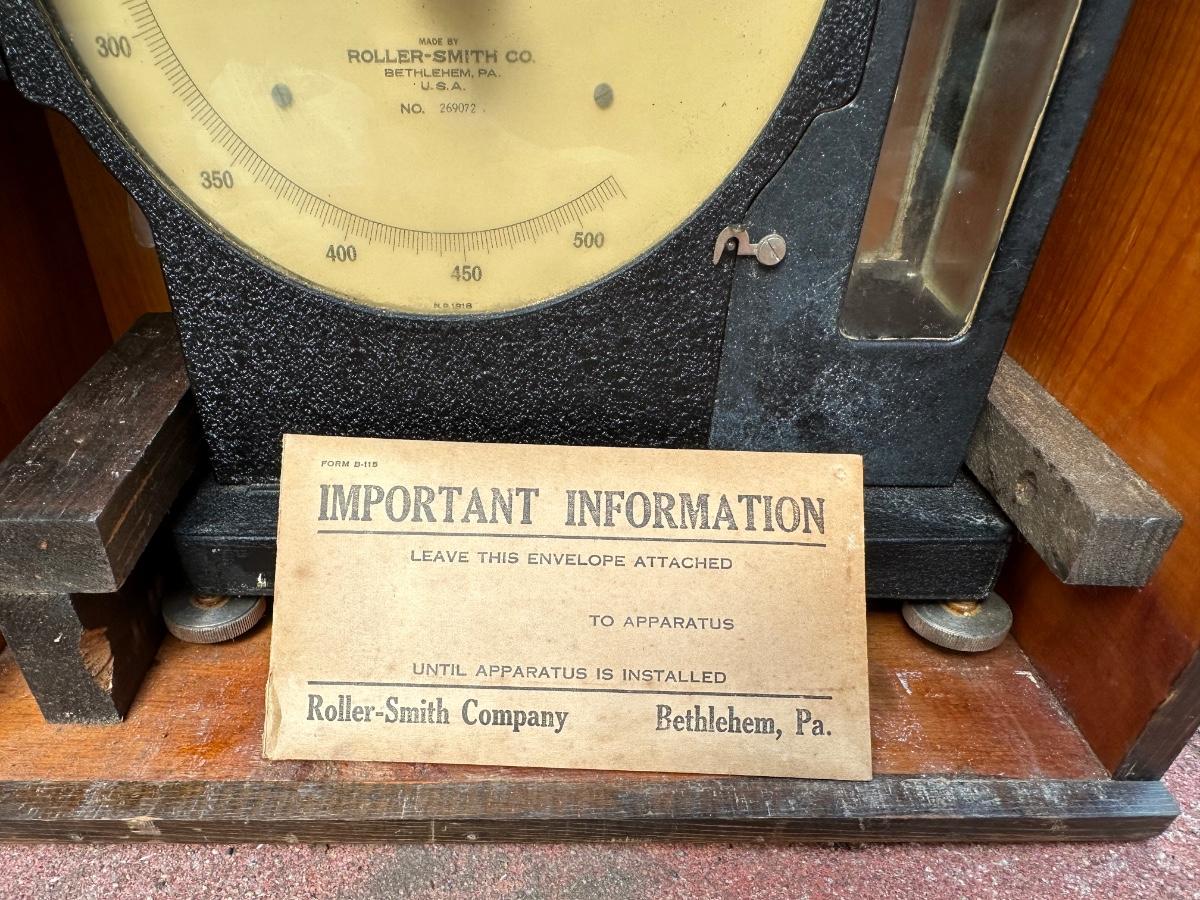 300
MADE BY
ROLLER-SMITH CO.
BETHLEHEM, PA.
U.S.A.
NO. 269072
350
400
450
500
N.P. 1918
FORM B-115
IMPORTANT INFORMATION
LEAVE THIS ENVELOPE ATTACHED
TO APPARATUS
UNTIL APPARATUS IS INSTALLED
Roller-Smith Company Bethlehem, Pa.